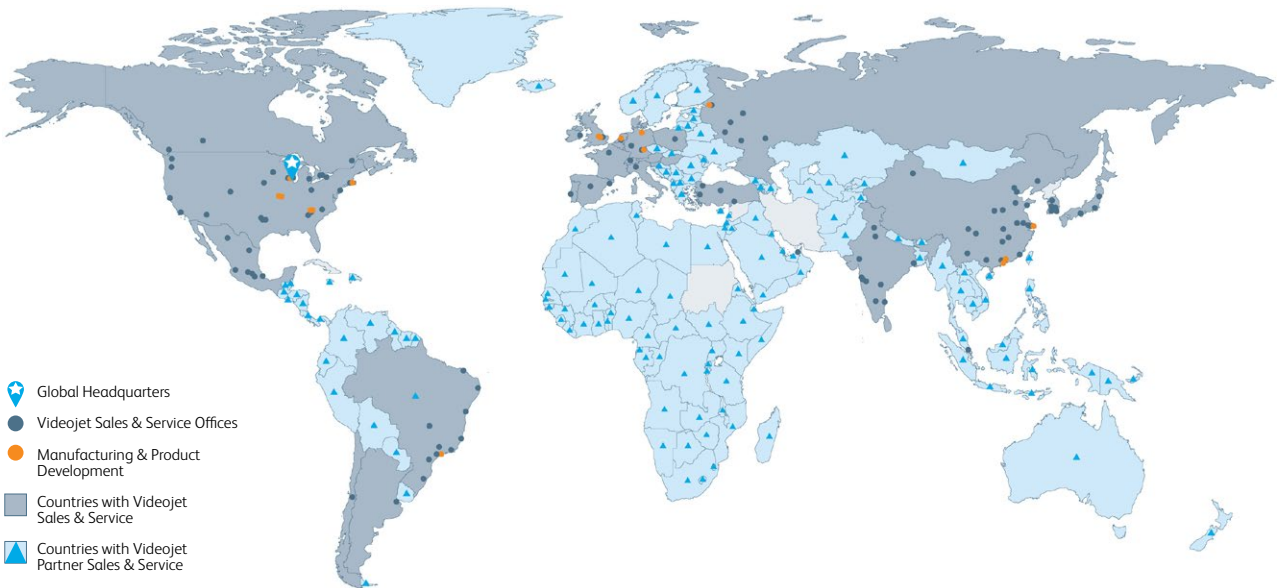 Global Headquarters
Videojet Sales & Service Offices
Manufacturing & Product
Development
Countries with Videojet
Sales & Service
Countries with Videojet
Partner Sales & Service